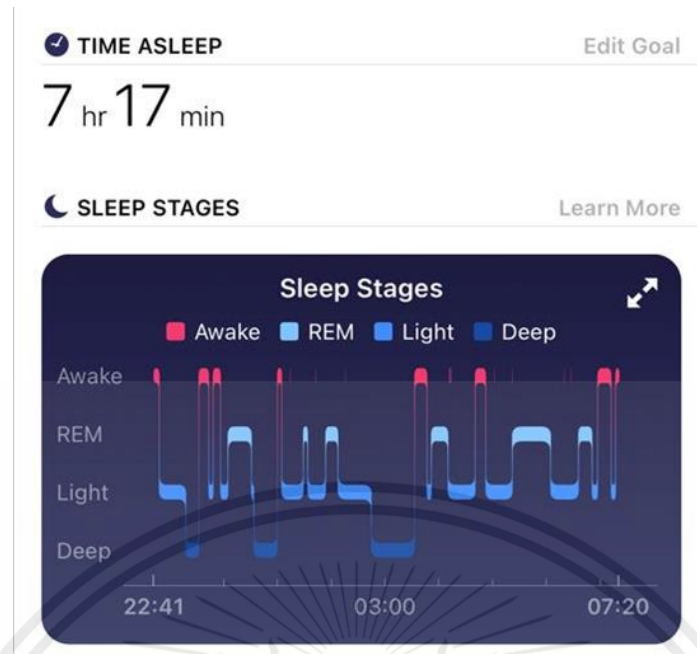 TIME ASLEEP Edit Goal
7 hr 17 min
SLEEP STAGES Learn More
Sleep Stages
Awake REM Light Deep
Awake
REM
Light
Deep
22:41 03:00 07:20